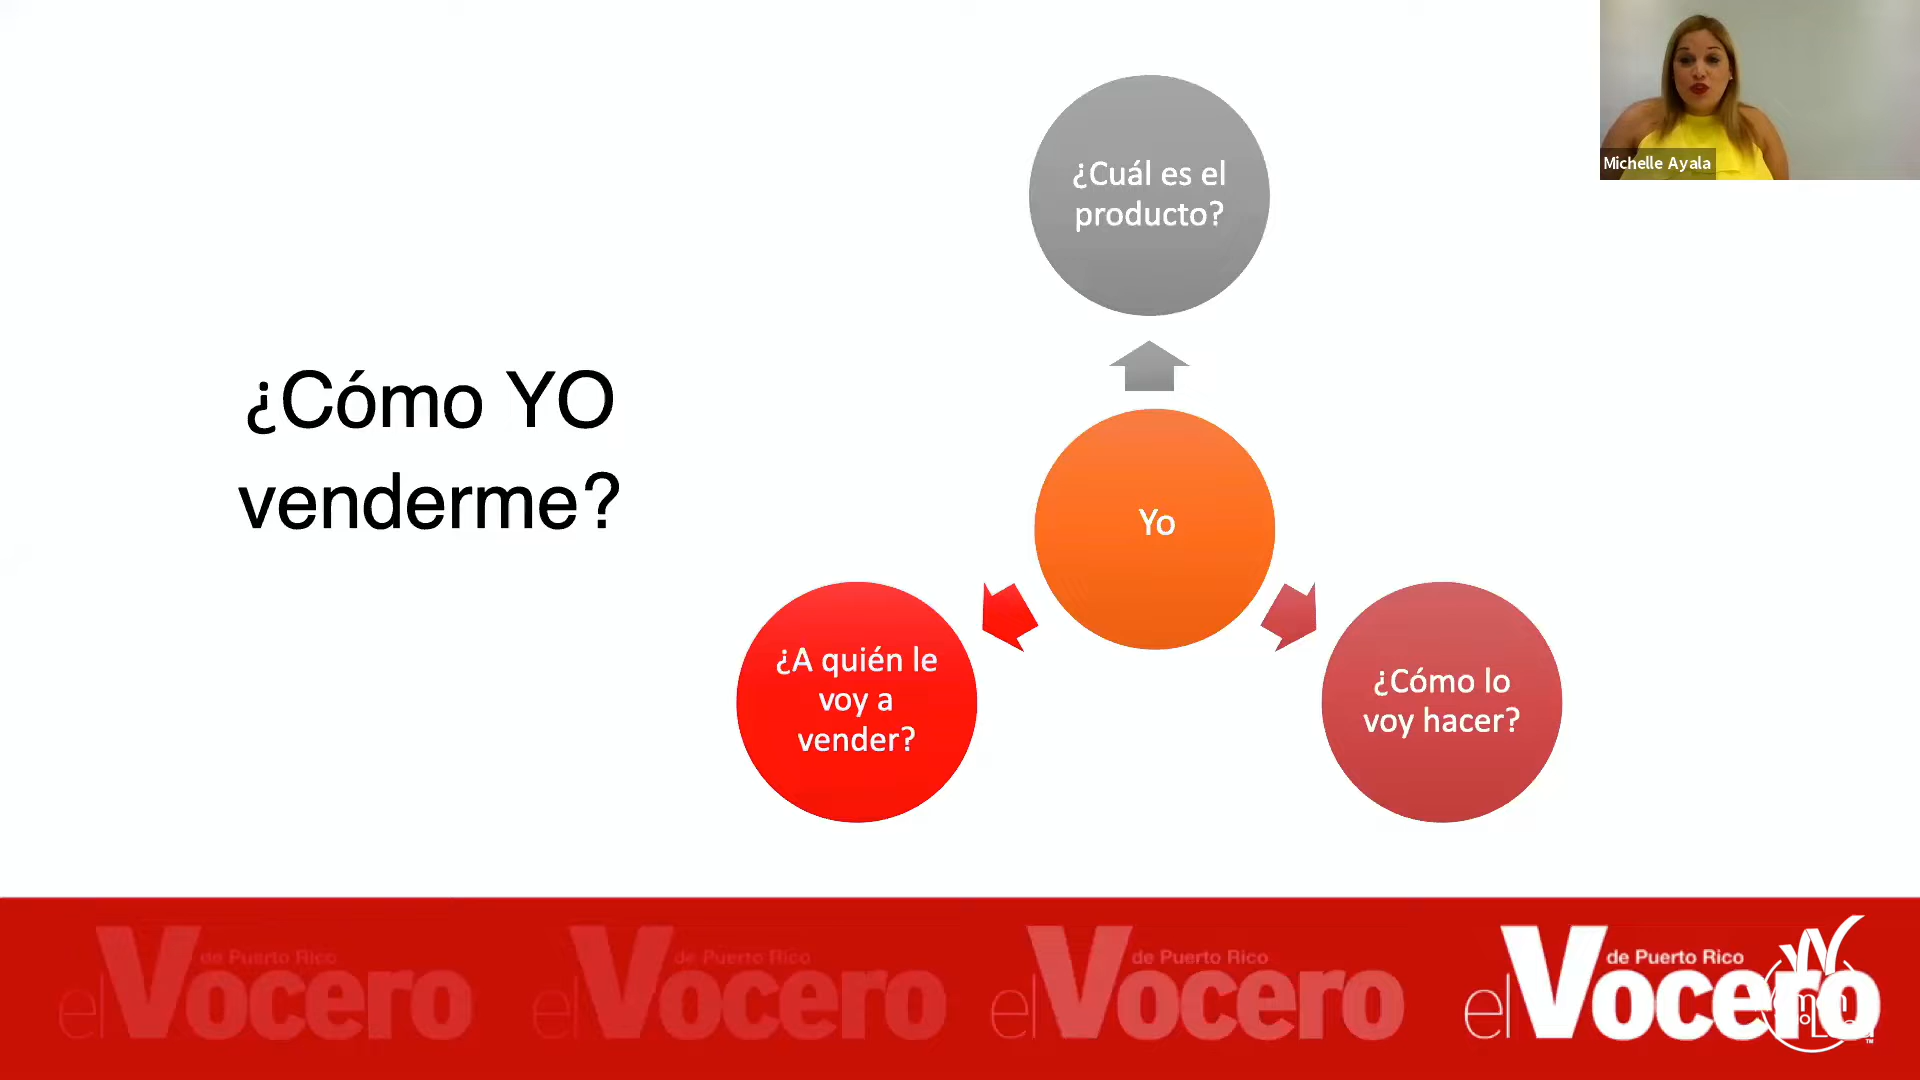 ¿Cómo YO
venderme?
¿Cuál es el
producto?
Yo
¿A quién le
voy a
vender?
¿Cómo lo
voy hacer?
Michelle Ayala
de Puerto Rico
el Vocero
de Puerto Rico
el Vocero
de Puerto Rico
el Vocero
de Puerto Rico
el Vocero